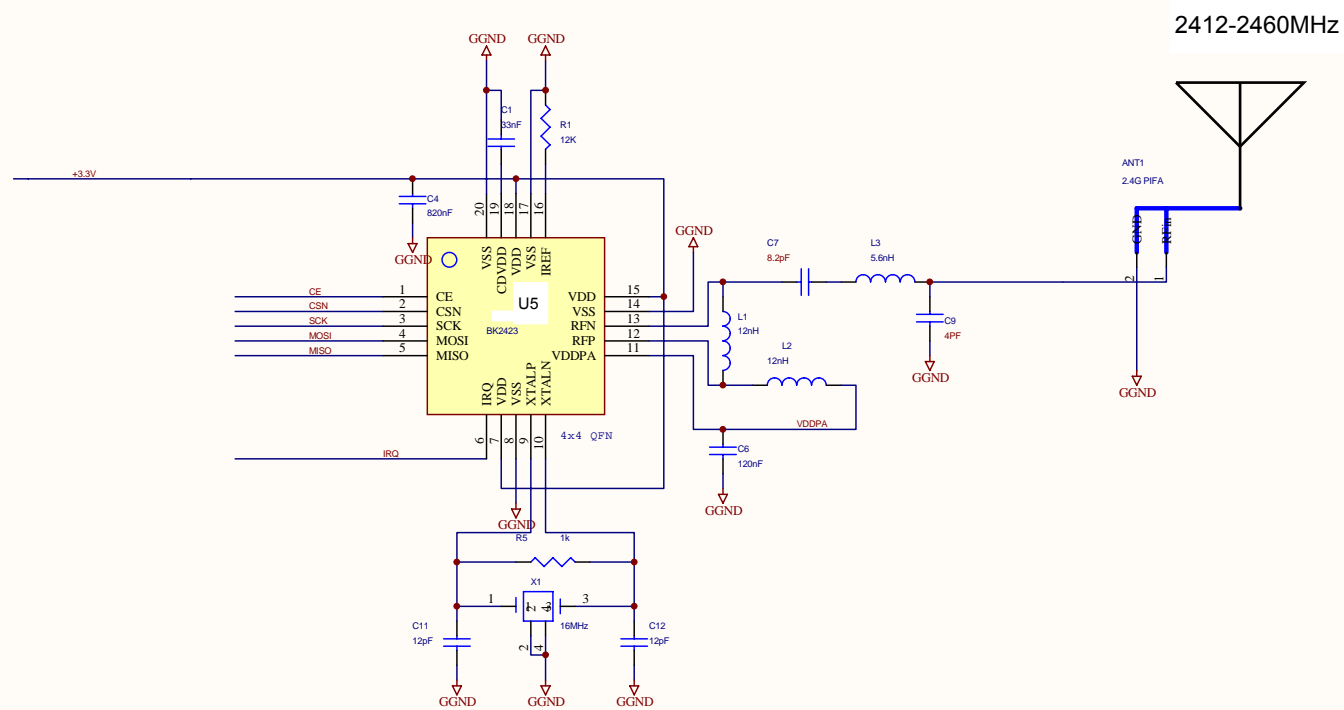 2412-2460MHz
GGND
GGND
C1
33nF
R1
12K
+3.3V
C4
820nF
GGND
20
19
18
17
16
VSS
CDVDD
VDD
VSS
IREF
U5
BK2423
CE
1
CE
CSN
2
CSN
SCK
3
SCK
MOSI
4
MOSI
MISO
5
MISO
VDD
15
VSS
14
RFN
13
RFP
12
VDDPA
11
IRQ
VDD
VSS
XTALP
XTALN
6
7
8
9
10
4x4 QFN
IRQ
GGND
GGND
C7
8.2pF
L3
5.6nH
L1
12nH
L2
12nH
C9
4PF
GGND
VDDPA
C6
120nF
GGND
ANT1
2.4G PIFA
GND
RFin
2
1
GGND
R5
1k
X1
1
3
1
2
4
3
16MHz
2
4
C11
12pF
C12
12pF
GGND
GGND
GGND